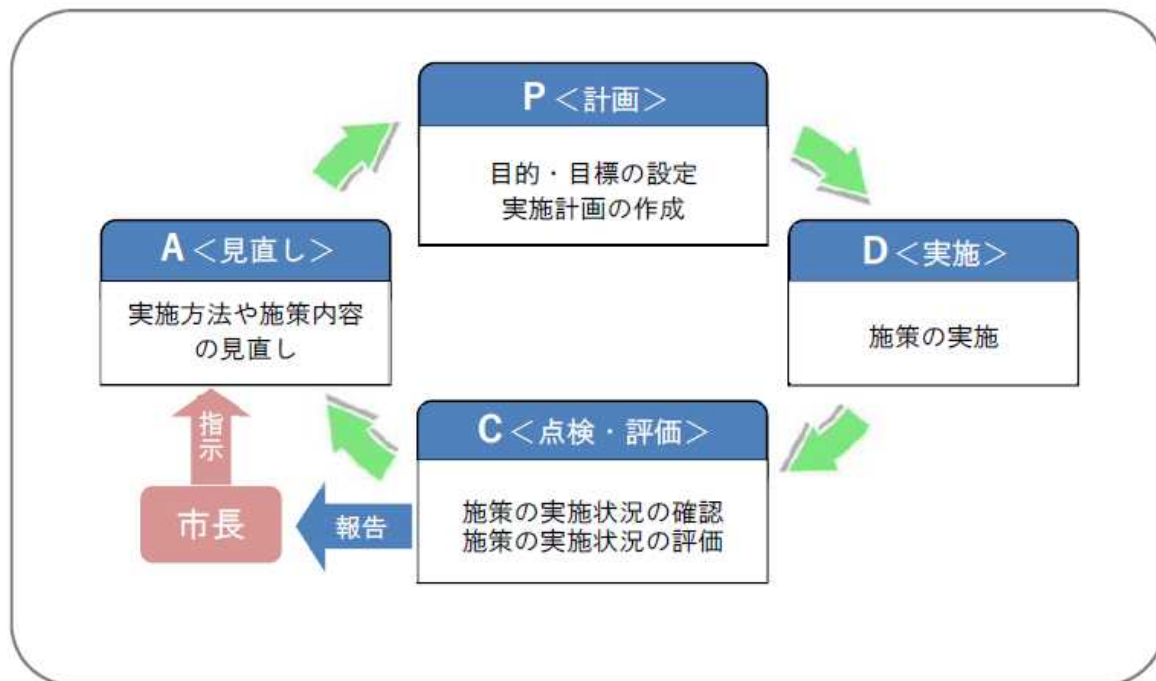 P＜計画＞
目的・目標の設定
実施計画の作成
D＜実施＞
施策の実施
C＜点検・評価＞
施策の実施状況の確認
施策の実施状況の評価
報告
市長
指示
A＜見直し＞
実施方法や施策内容
の見直し